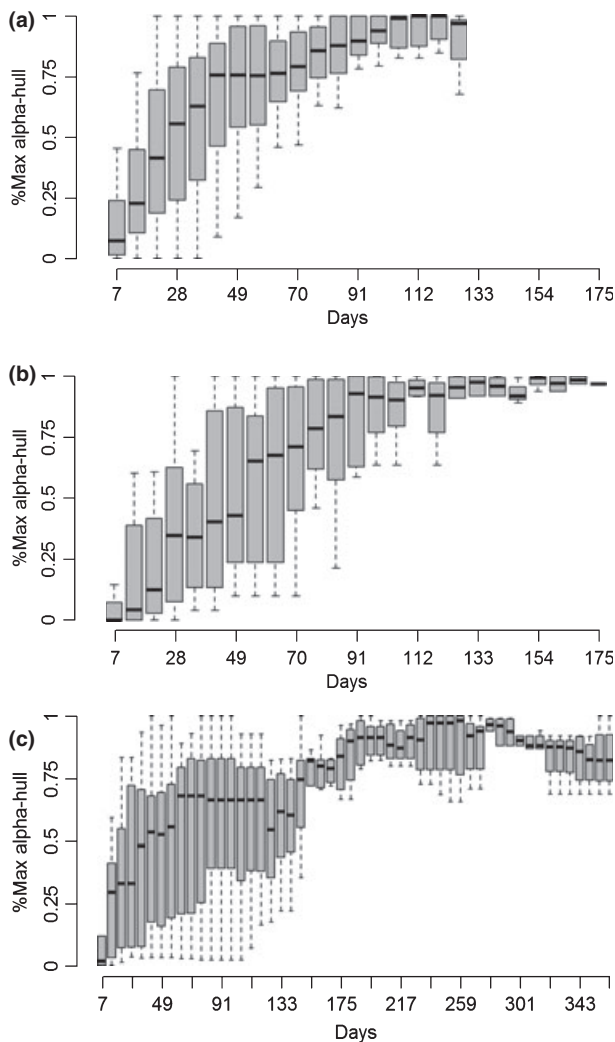 (a)
%Max alpha-hull
0 0.25 0.5 0.75 1
7 28 49 70 91 112 133 154 175
Days
(b)
%Max alpha-hull
0 0.25 0.5 0.75 1
7 28 49 70 91 112 133 154 175
Days
(c)
%Max alpha-hull
0 0.25 0.5 0.75 1
7 49 91 133 175 217 259 301 343
Days